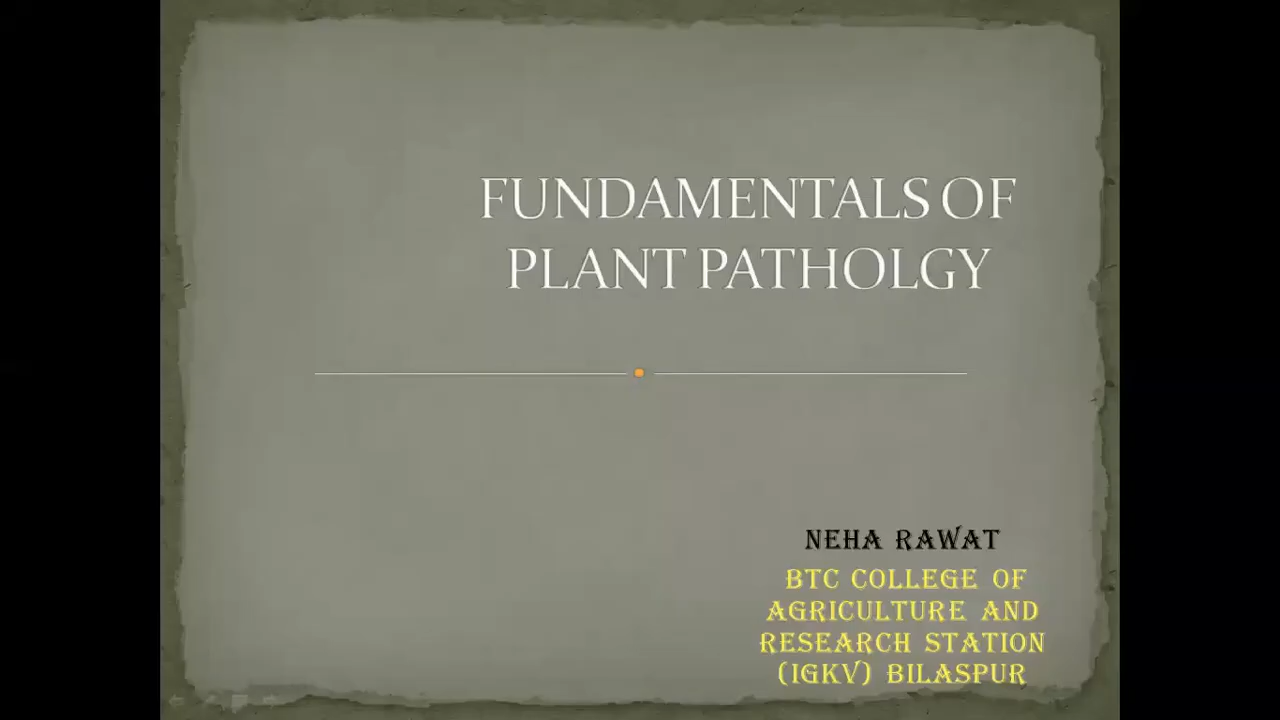 FUNDAMENTALS OF
PLANT PATHOLGY
NEHA RAWAT
BTC COLLEGE OF
AGRICULTURE AND
RESEARCH STATION
(IGKV) BILASPUR